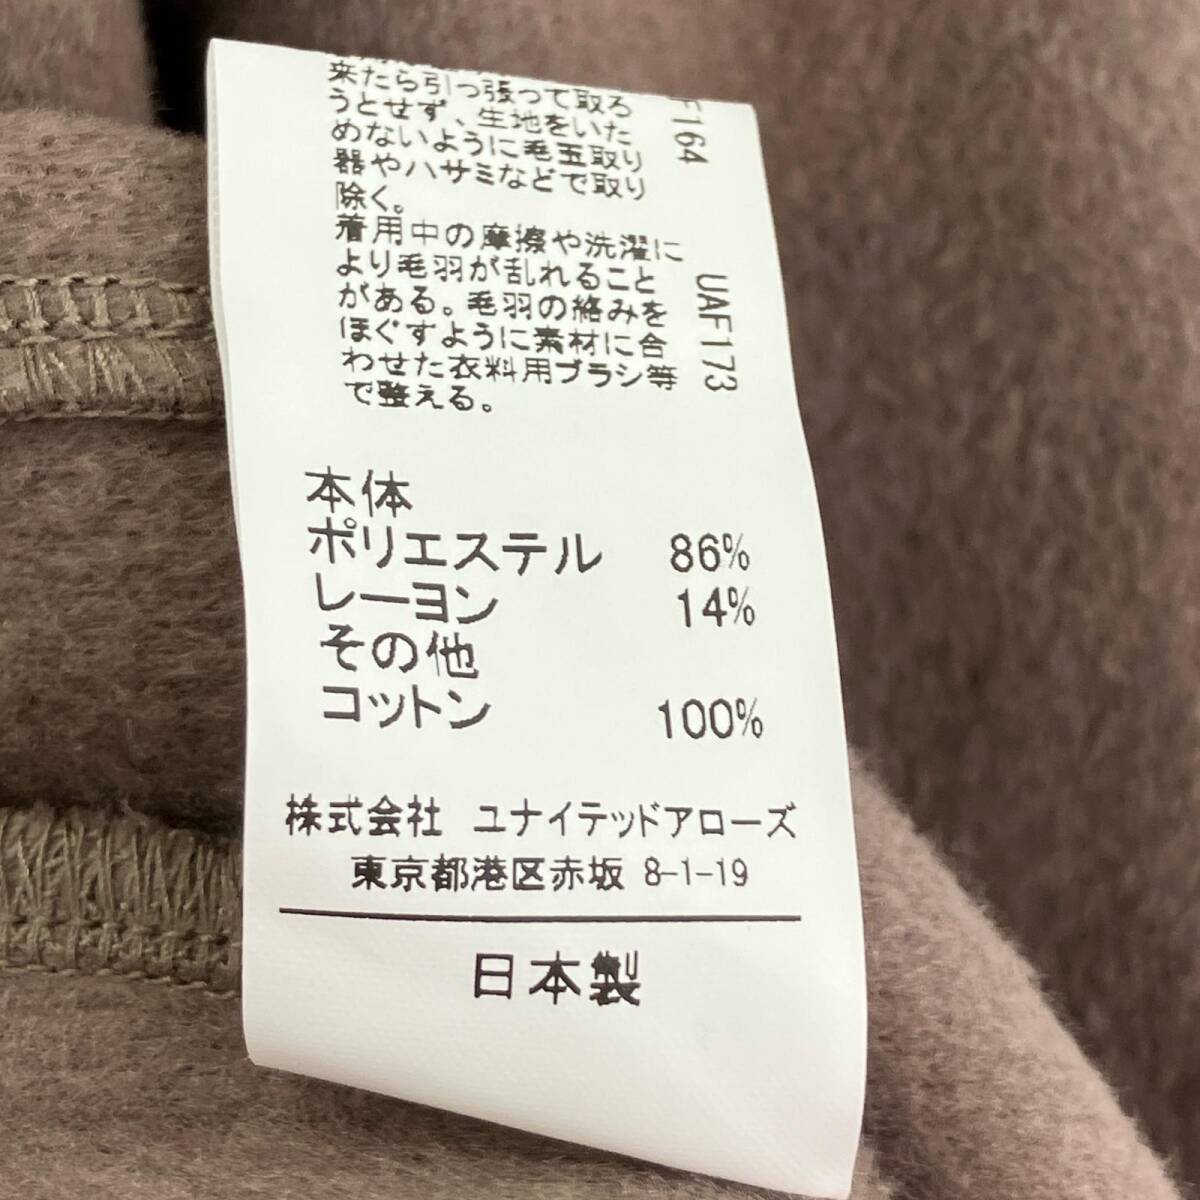 来たら引っ張って取ろ
うとせず、生地をいた
めないように毛玉取り
器やハサミなどで取り
除く。
着用中の摩擦や洗濯に
より毛羽が乱れること
がある。毛羽の絡みを
ほぐすように素材に合
わせた衣料用ブラシ等
で整える。
F164
UAF173
本体
ポリエステル 86%
レーヨン 14%
その他
コットン 100%
株式会社 ユナイテッドアローズ
東京都港区赤坂 8-1-19
日本製